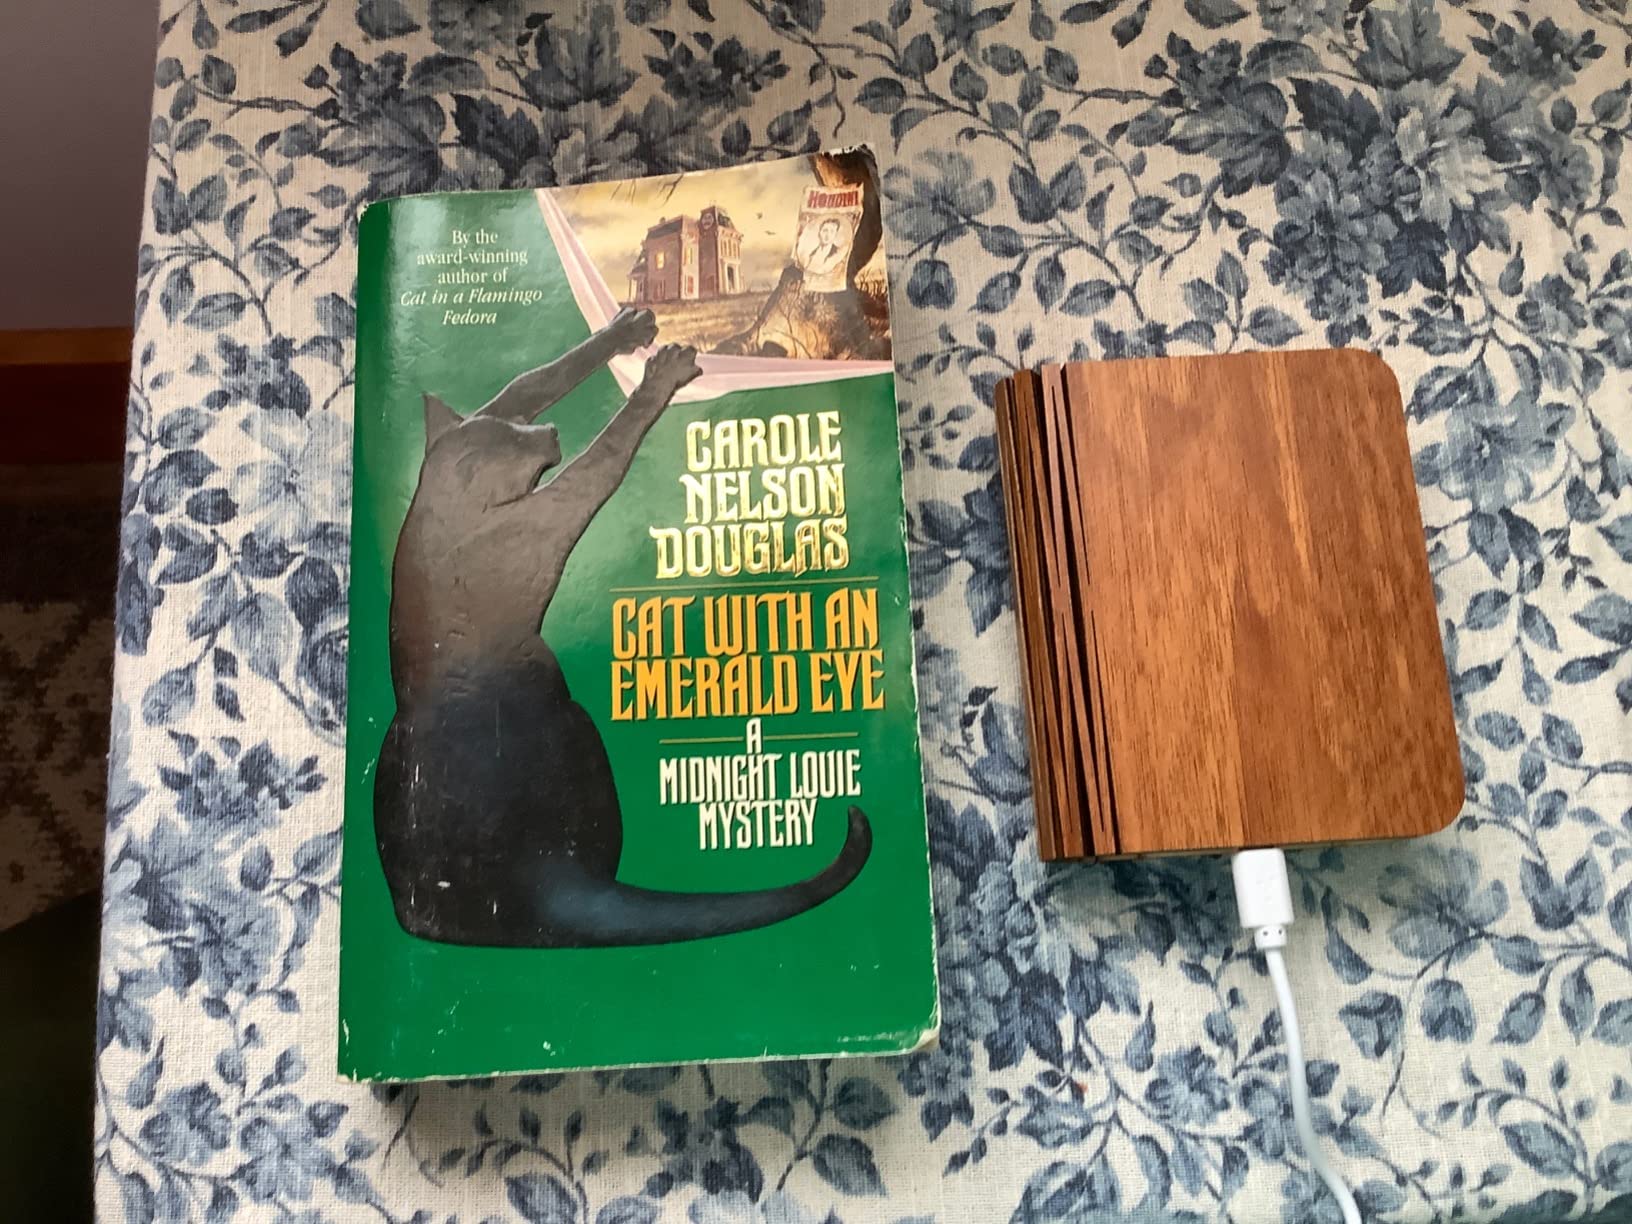 By the
award-winning
author of
Cat in a Flamingo
Fedora
HOUDINI
CAROLE
NELSON
DOUGLAS
CAT WITH AN
EMERALD EYE
A
MIDNIGHT LOUIE
MYSTERY